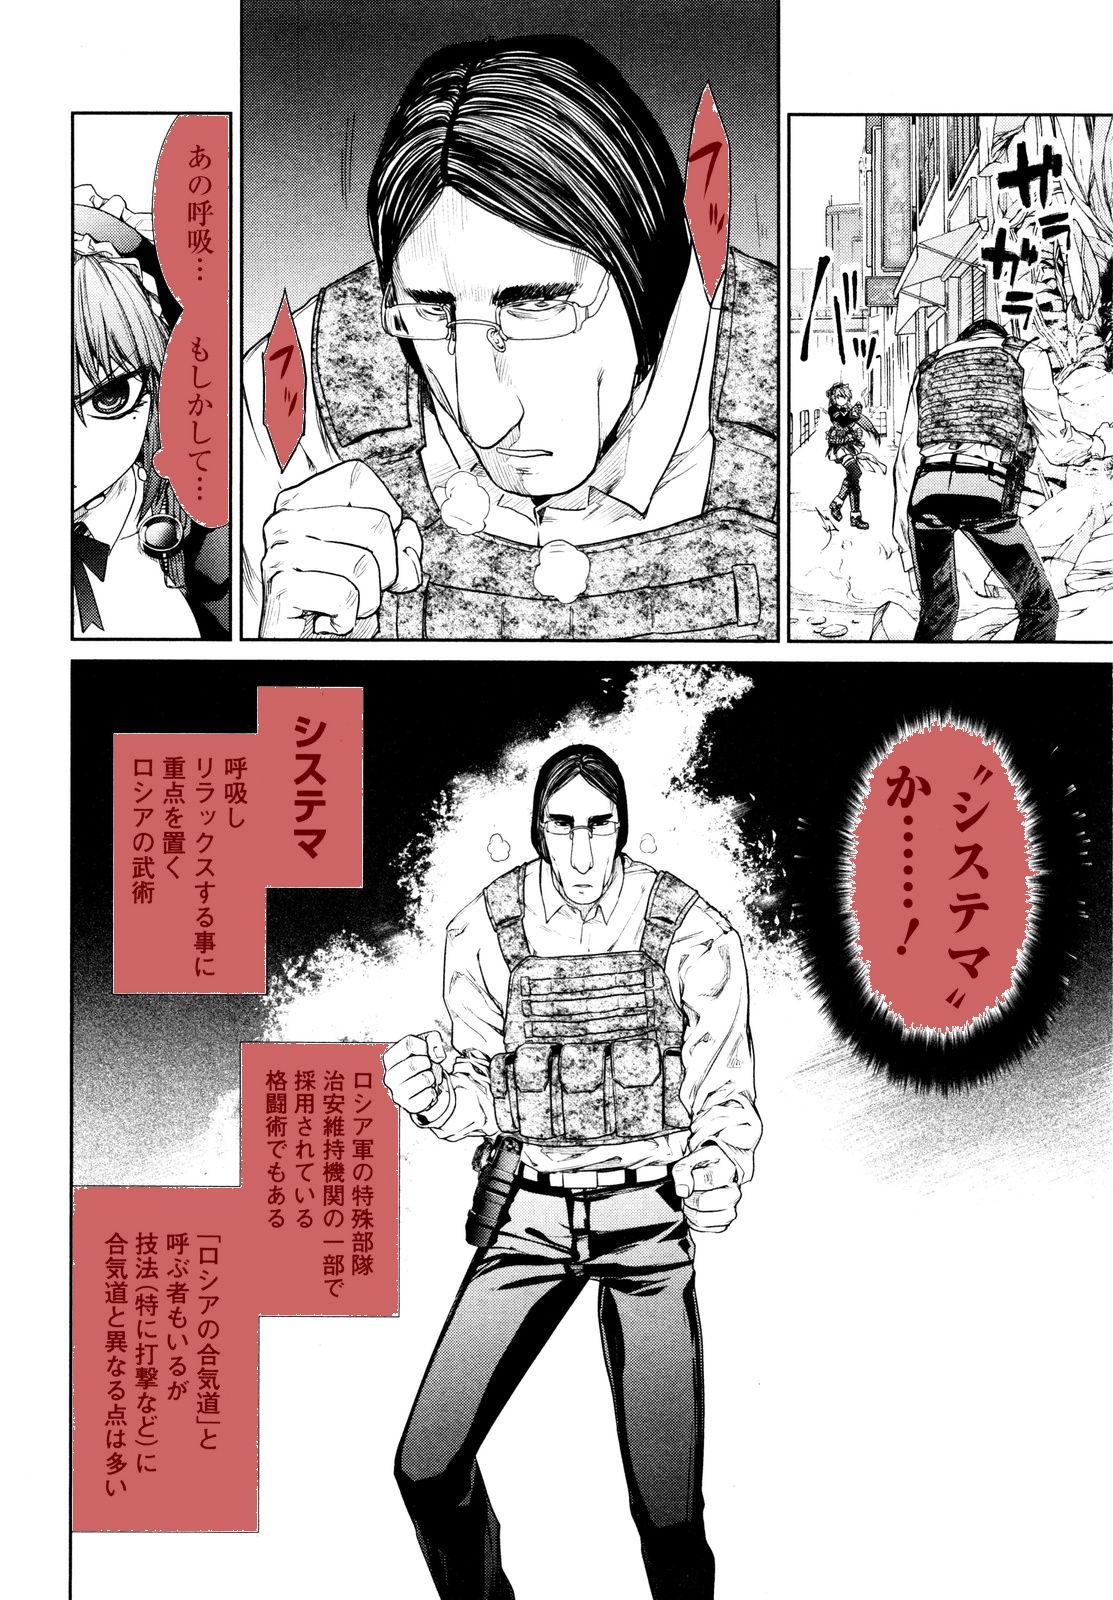 ガラガラ
バッ
フッ
フッ
あの呼吸…
もしかして…
〝システマ〟
か………！
システマ
呼吸し
リラックスする事に
重点を置く
ロシアの武術
ロシア軍の特殊部隊
治安維持機関の一部で
採用されている
格闘術でもある
「ロシアの合気道」と
呼ぶ者もいるが
技法（特に打撃など）に
合気道と異なる点は多い